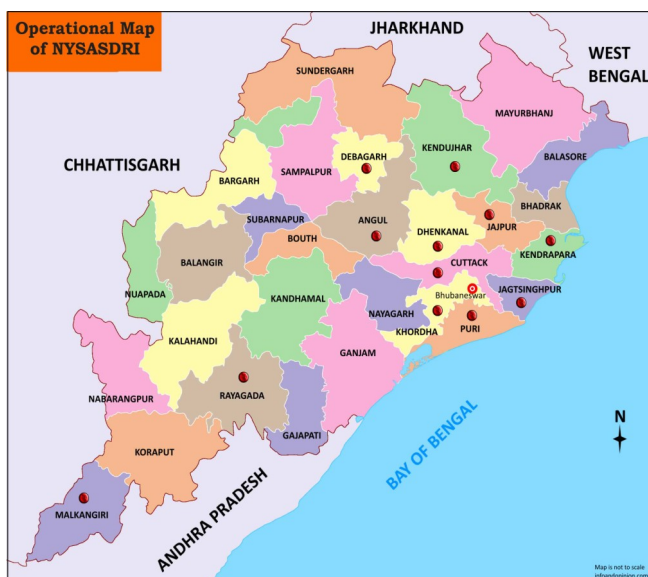 Operational Map
of NYSASDRI
JHARKHAND
WEST
BENGAL
SUNDERGARH
MAYURBHANJ
CHHATTISGARH
DEBAGARH
KENDUJHAR
BALASORE
SAMPALPUR
BARGARH
BHADRAK
SUBARNAPUR
ANGUL
DHENKANAL
JAJPUR
BOUTH
BALANGIR
CUTTACK
KENDRAPARA
NUAPADA
KANDHAMAL
JAGTSINGHPUR
Bhubaneswar
NAYAGARH
KHORDHA
PURI
KALAHANDI
GANJAM
NABARANGPUR
RAYAGADA
N
GAJAPATI
BAY OF BENGAL
KORAPUT
MALKANGIRI
ANDHRA PRADESH
Map is not to scale
infoandopinion.com